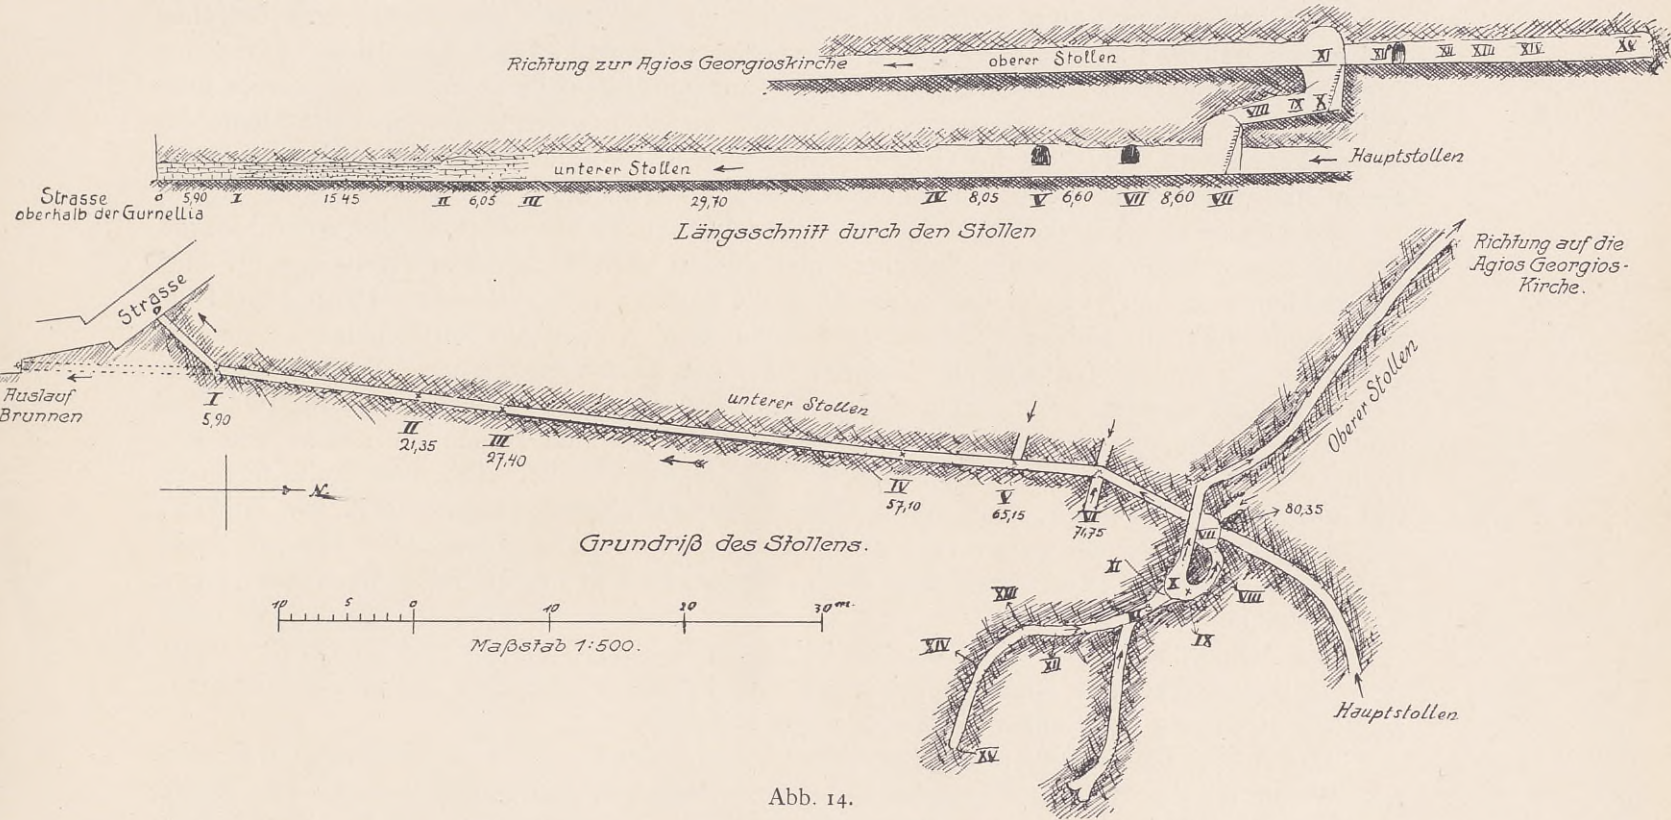 Richtung zur Agios Georgioskirche
oberer Stollen
XI XII XII XIII XIV XV
VIII IX X
unterer Stollen
Hauptstollen
Strasse
oberhalb der Gurnellia
0 5,90 I 15 45 II 6,05 III 29,70 IV 8,05 V 6,60 VII 8,60 VII
Längsschnitt durch den Stollen
Richtung auf die
Agios Georgios-
Kirche.
Strasse
Oberer Stollen
Auslauf
Brunnen
unterer Stollen
I
5,90
II
21,35
III
27,40
IV
57,10
V
65,15
VI
71,75
80,35
VII
N.
Grundriß des Stollens.
XI
X
VIII
IX
XIII
XIV
XII
XV
Hauptstollen
10 5 0 10 20 30 m.
Maßstab 1:500.
Abb. 14.